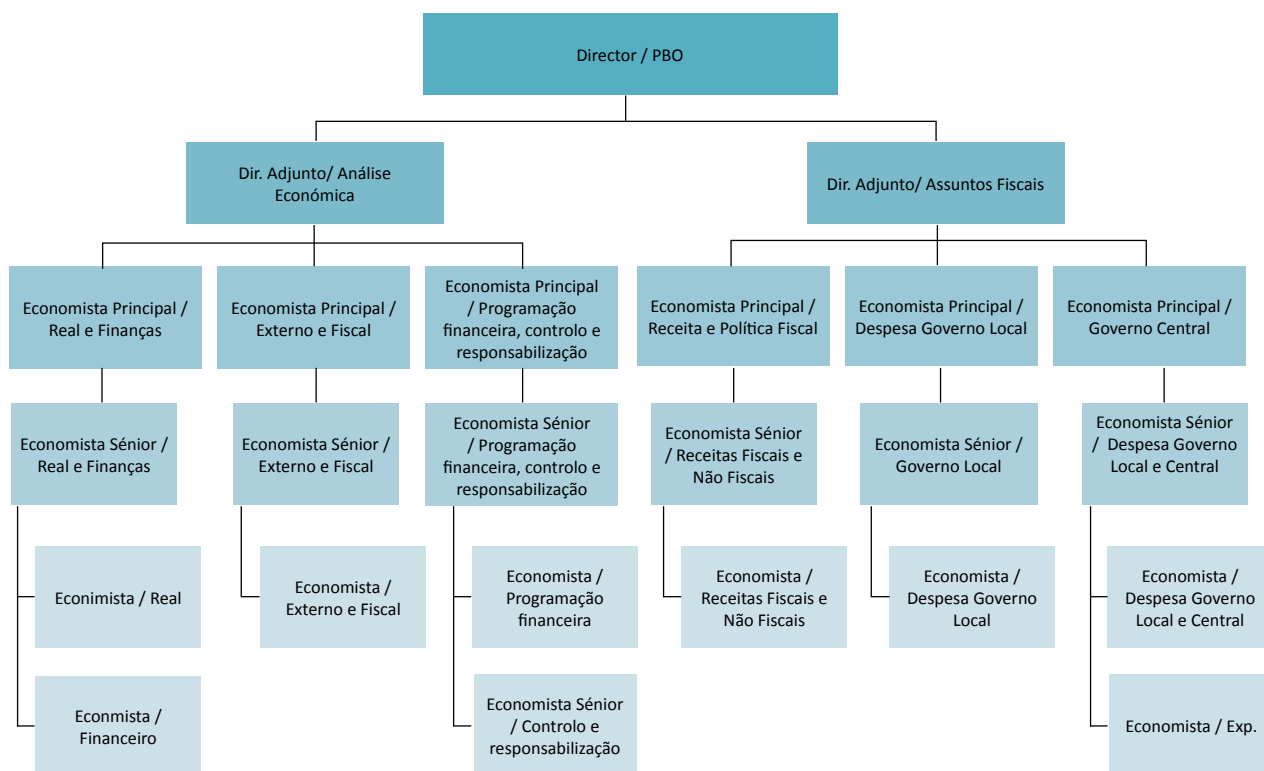 Director / PBO
Dir. Adjunto/ Análise
Económica
Dir. Adjunto/ Assuntos Fiscais
Economista Principal /
Real e Finanças
Economista Principal /
Externo e Fiscal
Economista Principal
/ Programação
financeira, controlo e
responsabilização
Economista Principal /
Receita e Política Fiscal
Economista Principal /
Despesa Governo Local
Economista Principal /
Governo Central
Economista Sénior /
Real e Finanças
Economista Sénior /
Externo e Fiscal
Economista Sénior
/ Programação
financeira, controlo e
responsabilização
Economista Sénior
/ Receitas Fiscais e
Não Fiscais
Economista Sénior /
Governo Local
Economista Sénior
/ Despesa Governo
Local e Central
Econimista / Real
Economista /
Externo e Fiscal
Economista /
Programação
financeira
Economista /
Receitas Fiscais e
Não Fiscais
Economista /
Despesa Governo
Local
Economista /
Despesa Governo
Local e Central
Econmista /
Financeiro
Economista Sénior
/ Controlo e
responsabilização
Economista / Exp.